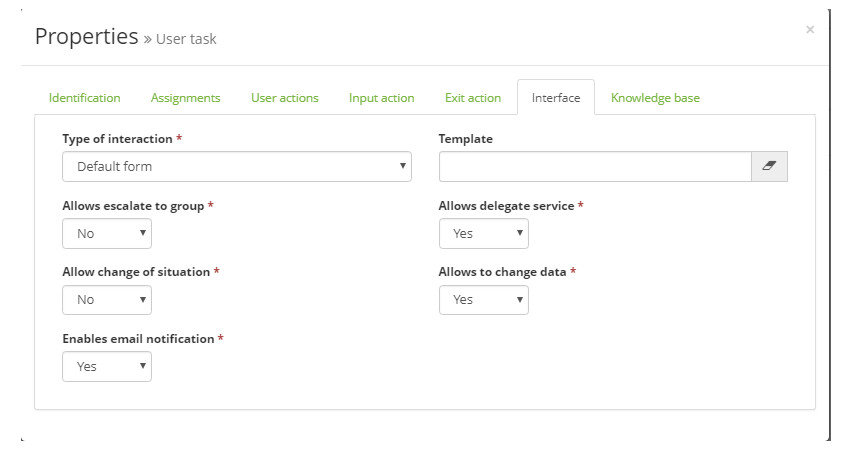 Properties » User task
×
Identification Assignments User actions Input action Exit action Interface Knowledge base
Type of interaction * Template
Default form
Allows escalate to group * Allows delegate service *
No Yes
Allow change of situation * Allows to change data *
No Yes
Enables email notification *
Yes